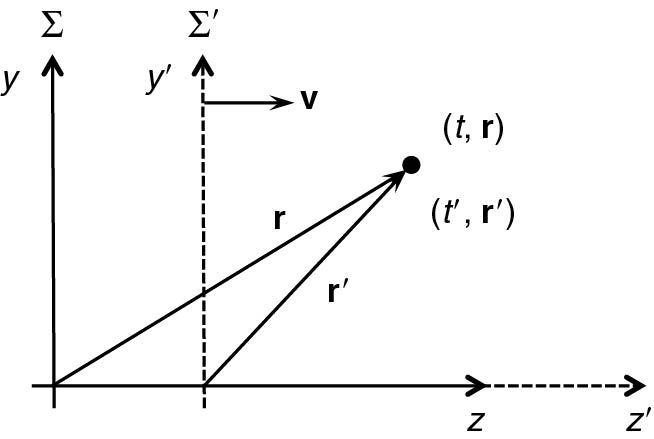 Σ Σ′
y y′
v
(t, r)
r (t′, r′)
r′
z z′